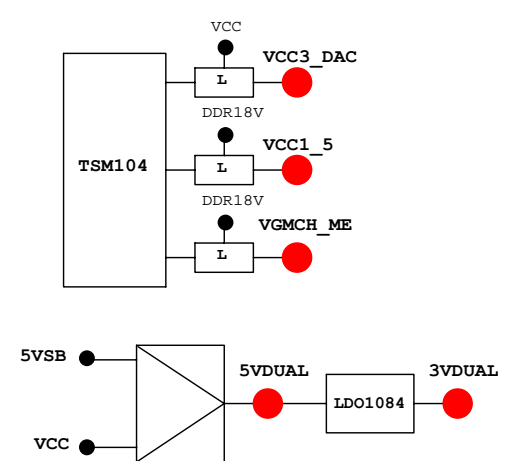 VCC
VCC3_DAC
L
DDR18V
VCC1_5
TSM104
L
DDR18V
VGMCH_ME
L
5VSB
5VDUAL
3VDUAL
LDO1084
VCC